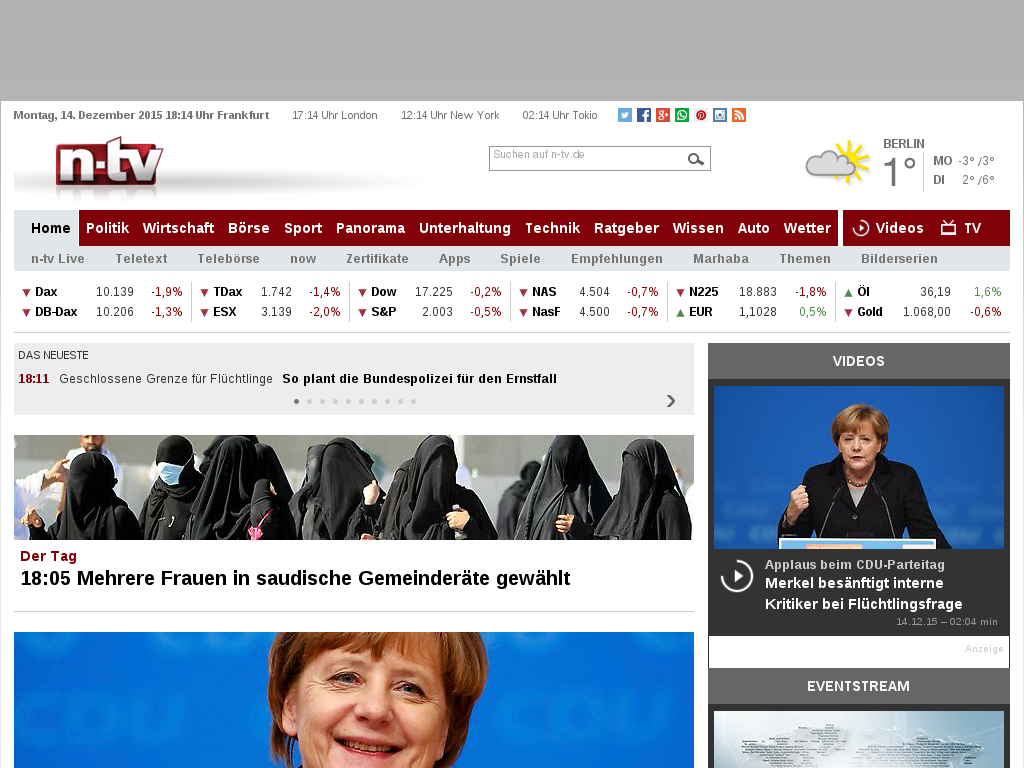 Montag, 14. Dezember 2015 18:14 Uhr Frankfurt 17:14 Uhr London 12:14 Uhr New York 02:14 Uhr Tokio
n-tv
Suchen auf n-tv.de
BERLIN
1°
MO -3° /3°
DI 2° /6°
Home Politik Wirtschaft Börse Sport Panorama Unterhaltung Technik Ratgeber Wissen Auto Wetter Videos TV
n-tv Live Teletext Telebörse now Zertifikate Apps Spiele Empfehlungen Marhaba Themen Bilderserien
Dax 10.139 -1,9% TDax 1.742 -1,4% Dow 17.225 -0,2% NAS 4.504 -0,7% N225 18.883 -1,8% Öl 36,19 1,6%
DB-Dax 10.206 -1,3% ESX 3.139 -2,0% S&P 2.003 -0,5% NasF 4.500 -0,7% EUR 1,1028 0,5% Gold 1.068,00 -0,6%
DAS NEUESTE
18:11 Geschlossene Grenze für Flüchtlinge So plant die Bundespolizei für den Ernstfall
Der Tag
18:05 Mehrere Frauen in saudische Gemeinderäte gewählt
VIDEOS
Applaus beim CDU-Parteitag
Merkel besänftigt interne
Kritiker bei Flüchtlingsfrage
14.12.15 – 02:04 min
Anzeige
EVENTSTREAM